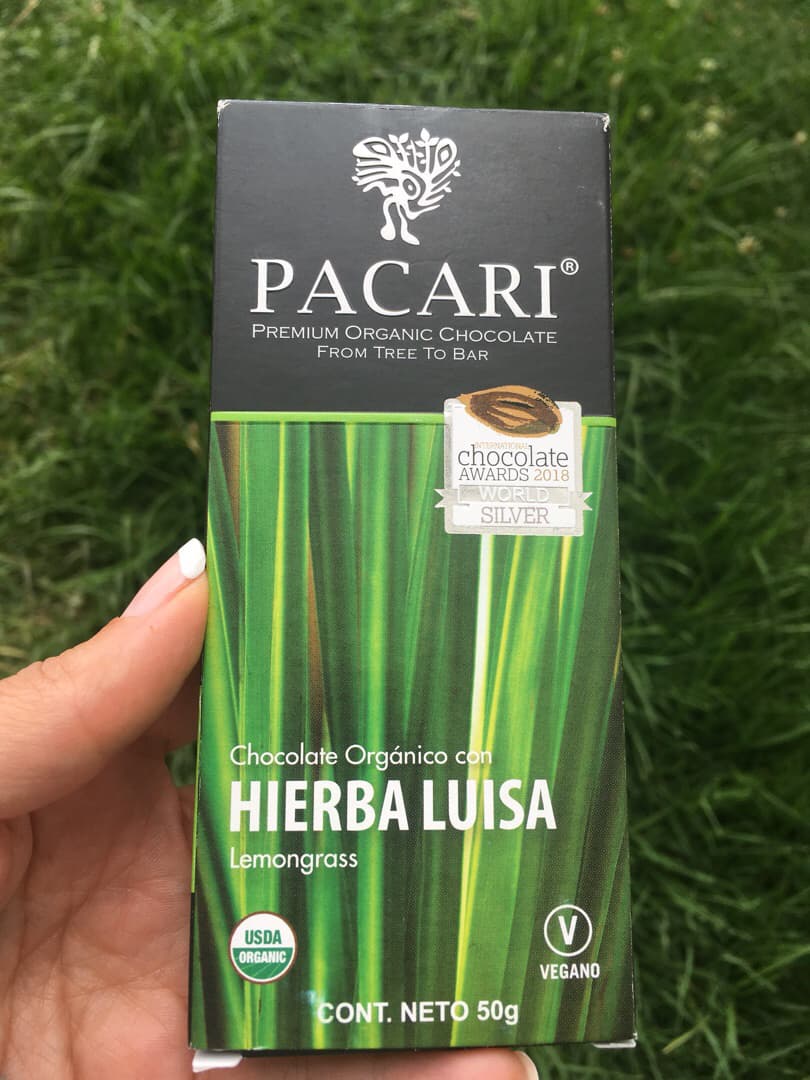 PACARI®
PREMIUM ORGANIC CHOCOLATE
FROM TREE TO BAR
INTERNATIONAL
chocolate
AWARDS 2018
WORLD
SILVER
Chocolate Orgánico con
HIERBA LUISA
Lemongrass
USDA
ORGANIC
V
VEGANO
CONT. NETO 50g